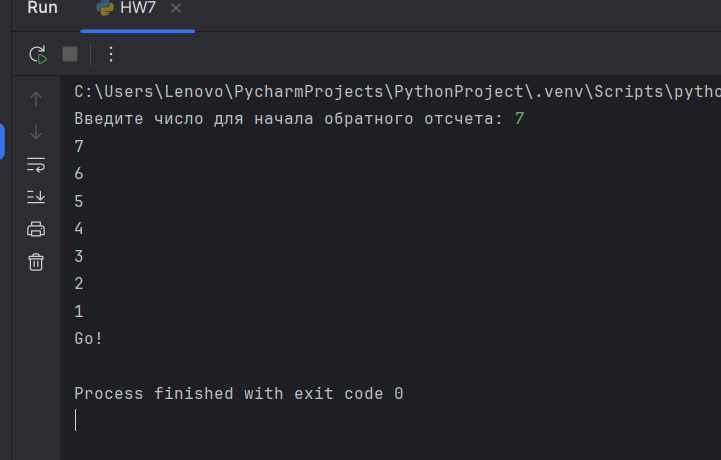 Run HW7
C:\Users\Lenovo\PycharmProjects\PythonProject\.venv\Scripts\pytho
Введите число для начала обратного отсчета: 7
7
6
5
4
3
2
1
Go!
Process finished with exit code 0